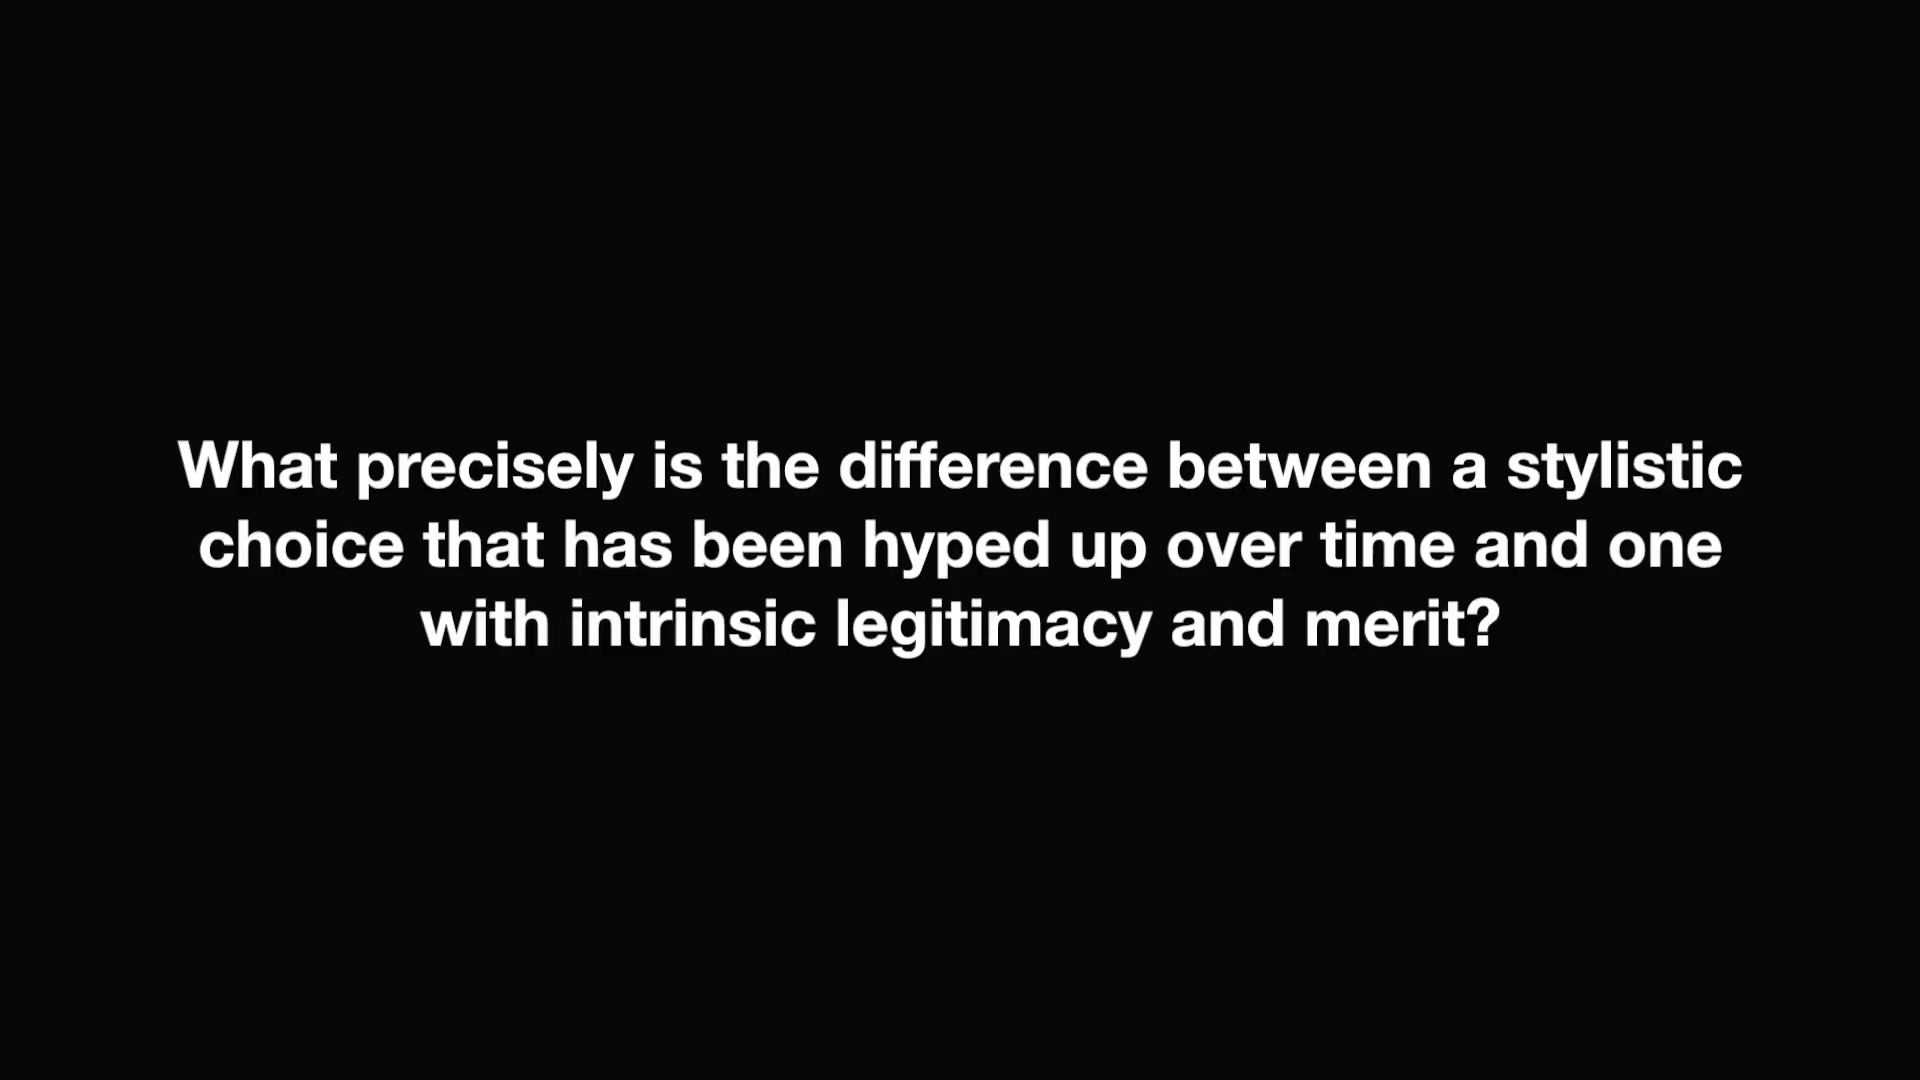 What precisely is the difference between a stylistic
choice that has been hyped up over time and one
with intrinsic legitimacy and merit?